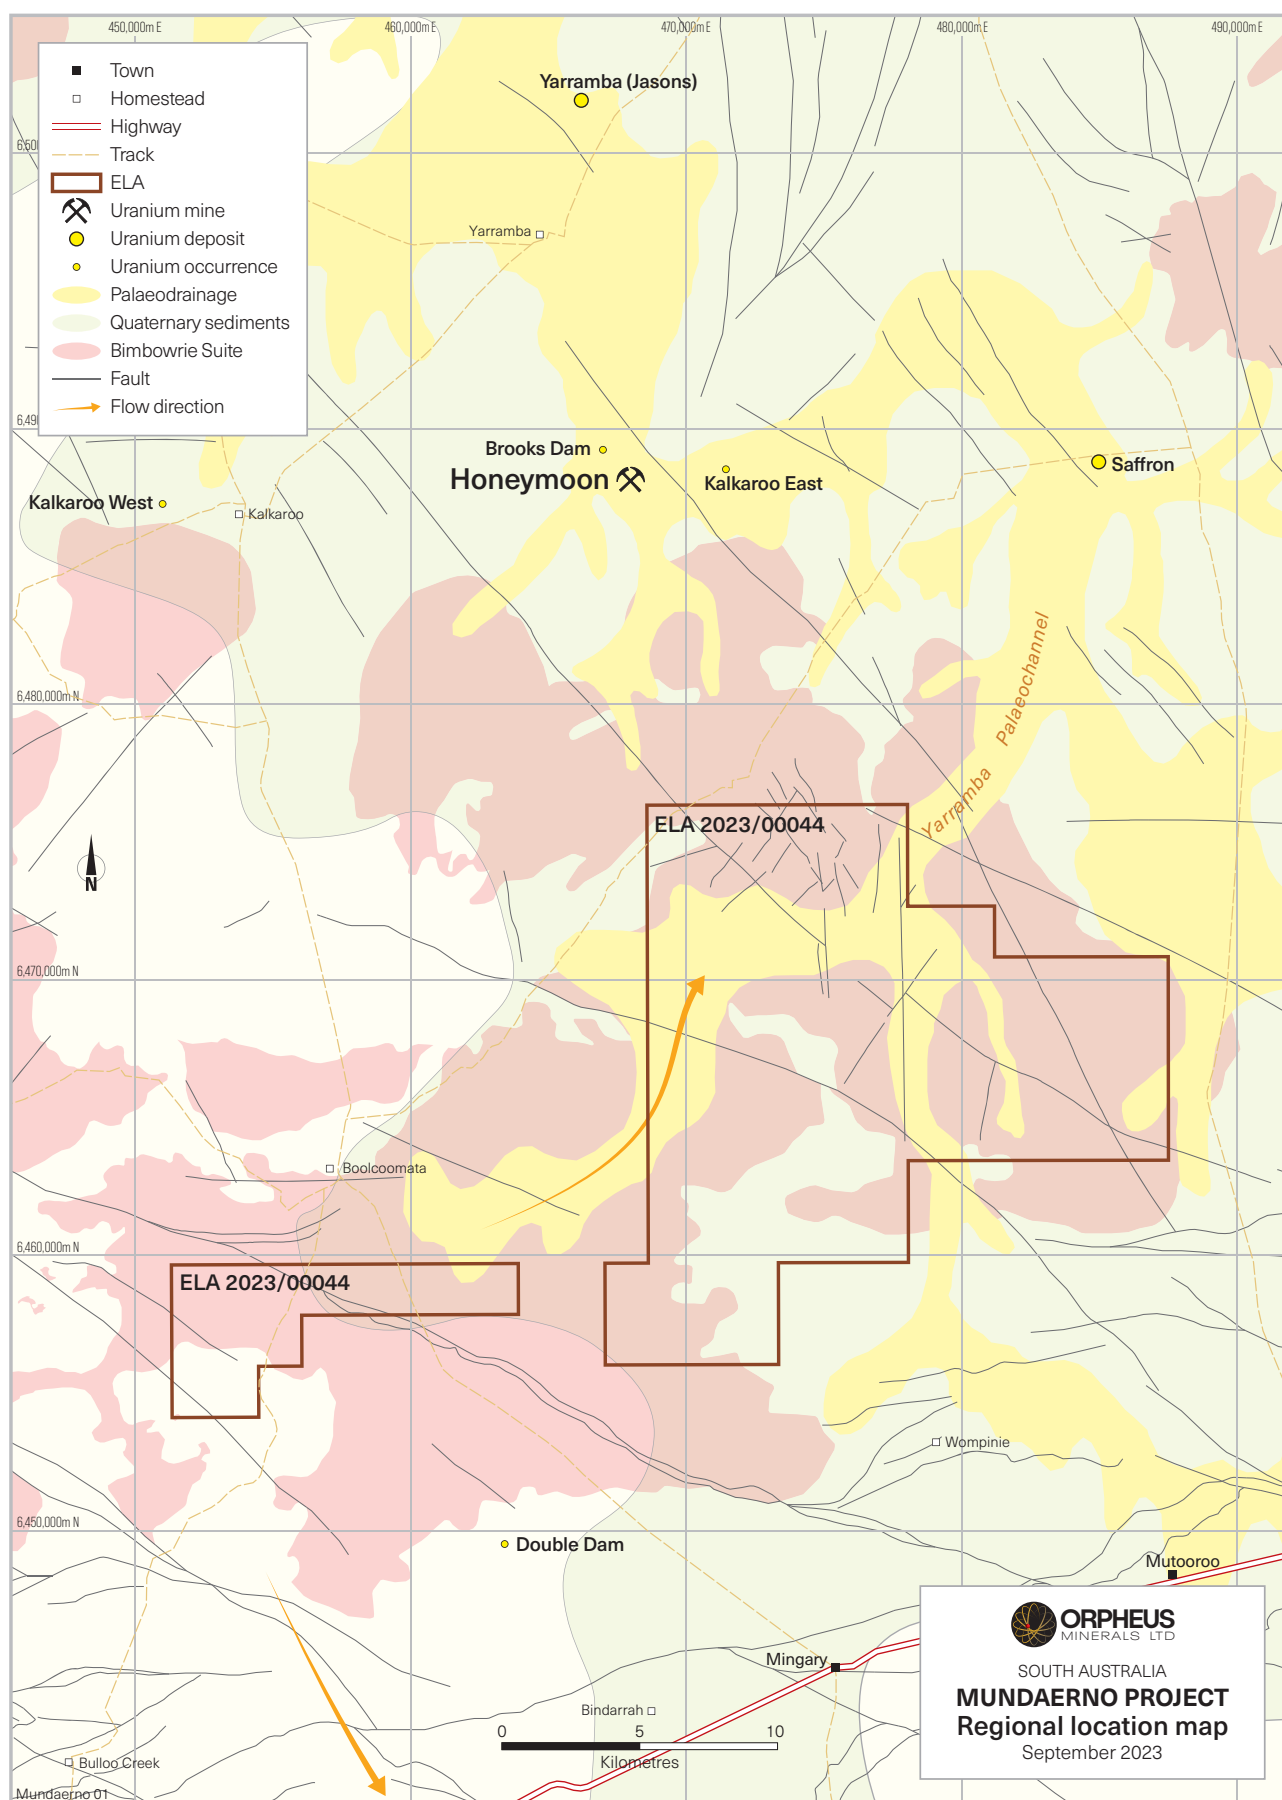 450,000m E
460,000m E
470,000m E
480,000m E
490,000m E
Town
Homestead
Highway
Track
ELA
Uranium mine
Uranium deposit
Uranium occurrence
Palaeodrainage
Quaternary sediments
Bimbowrie Suite
Fault
Flow direction
Yarramba (Jasons)
6,500
Yarramba
6,490
Brooks Dam
Honeymoon
Kalkaroo East
Saffron
Kalkaroo West
Kalkaroo
Yarramba Palaeochannel
6,480,000m N
ELA 2023/00044
N
6,470,000m N
Boolcoomata
6,460,000m N
ELA 2023/00044
Wompinie
6,450,000m N
Double Dam
Mutooroo
Mingary
Bindarrah
0
5
10
Kilometres
Bulloo Creek
Mundaerno 01
ORPHEUS
MINERALS LTD
SOUTH AUSTRALIA
MUNDAERNO PROJECT
Regional location map
September 2023